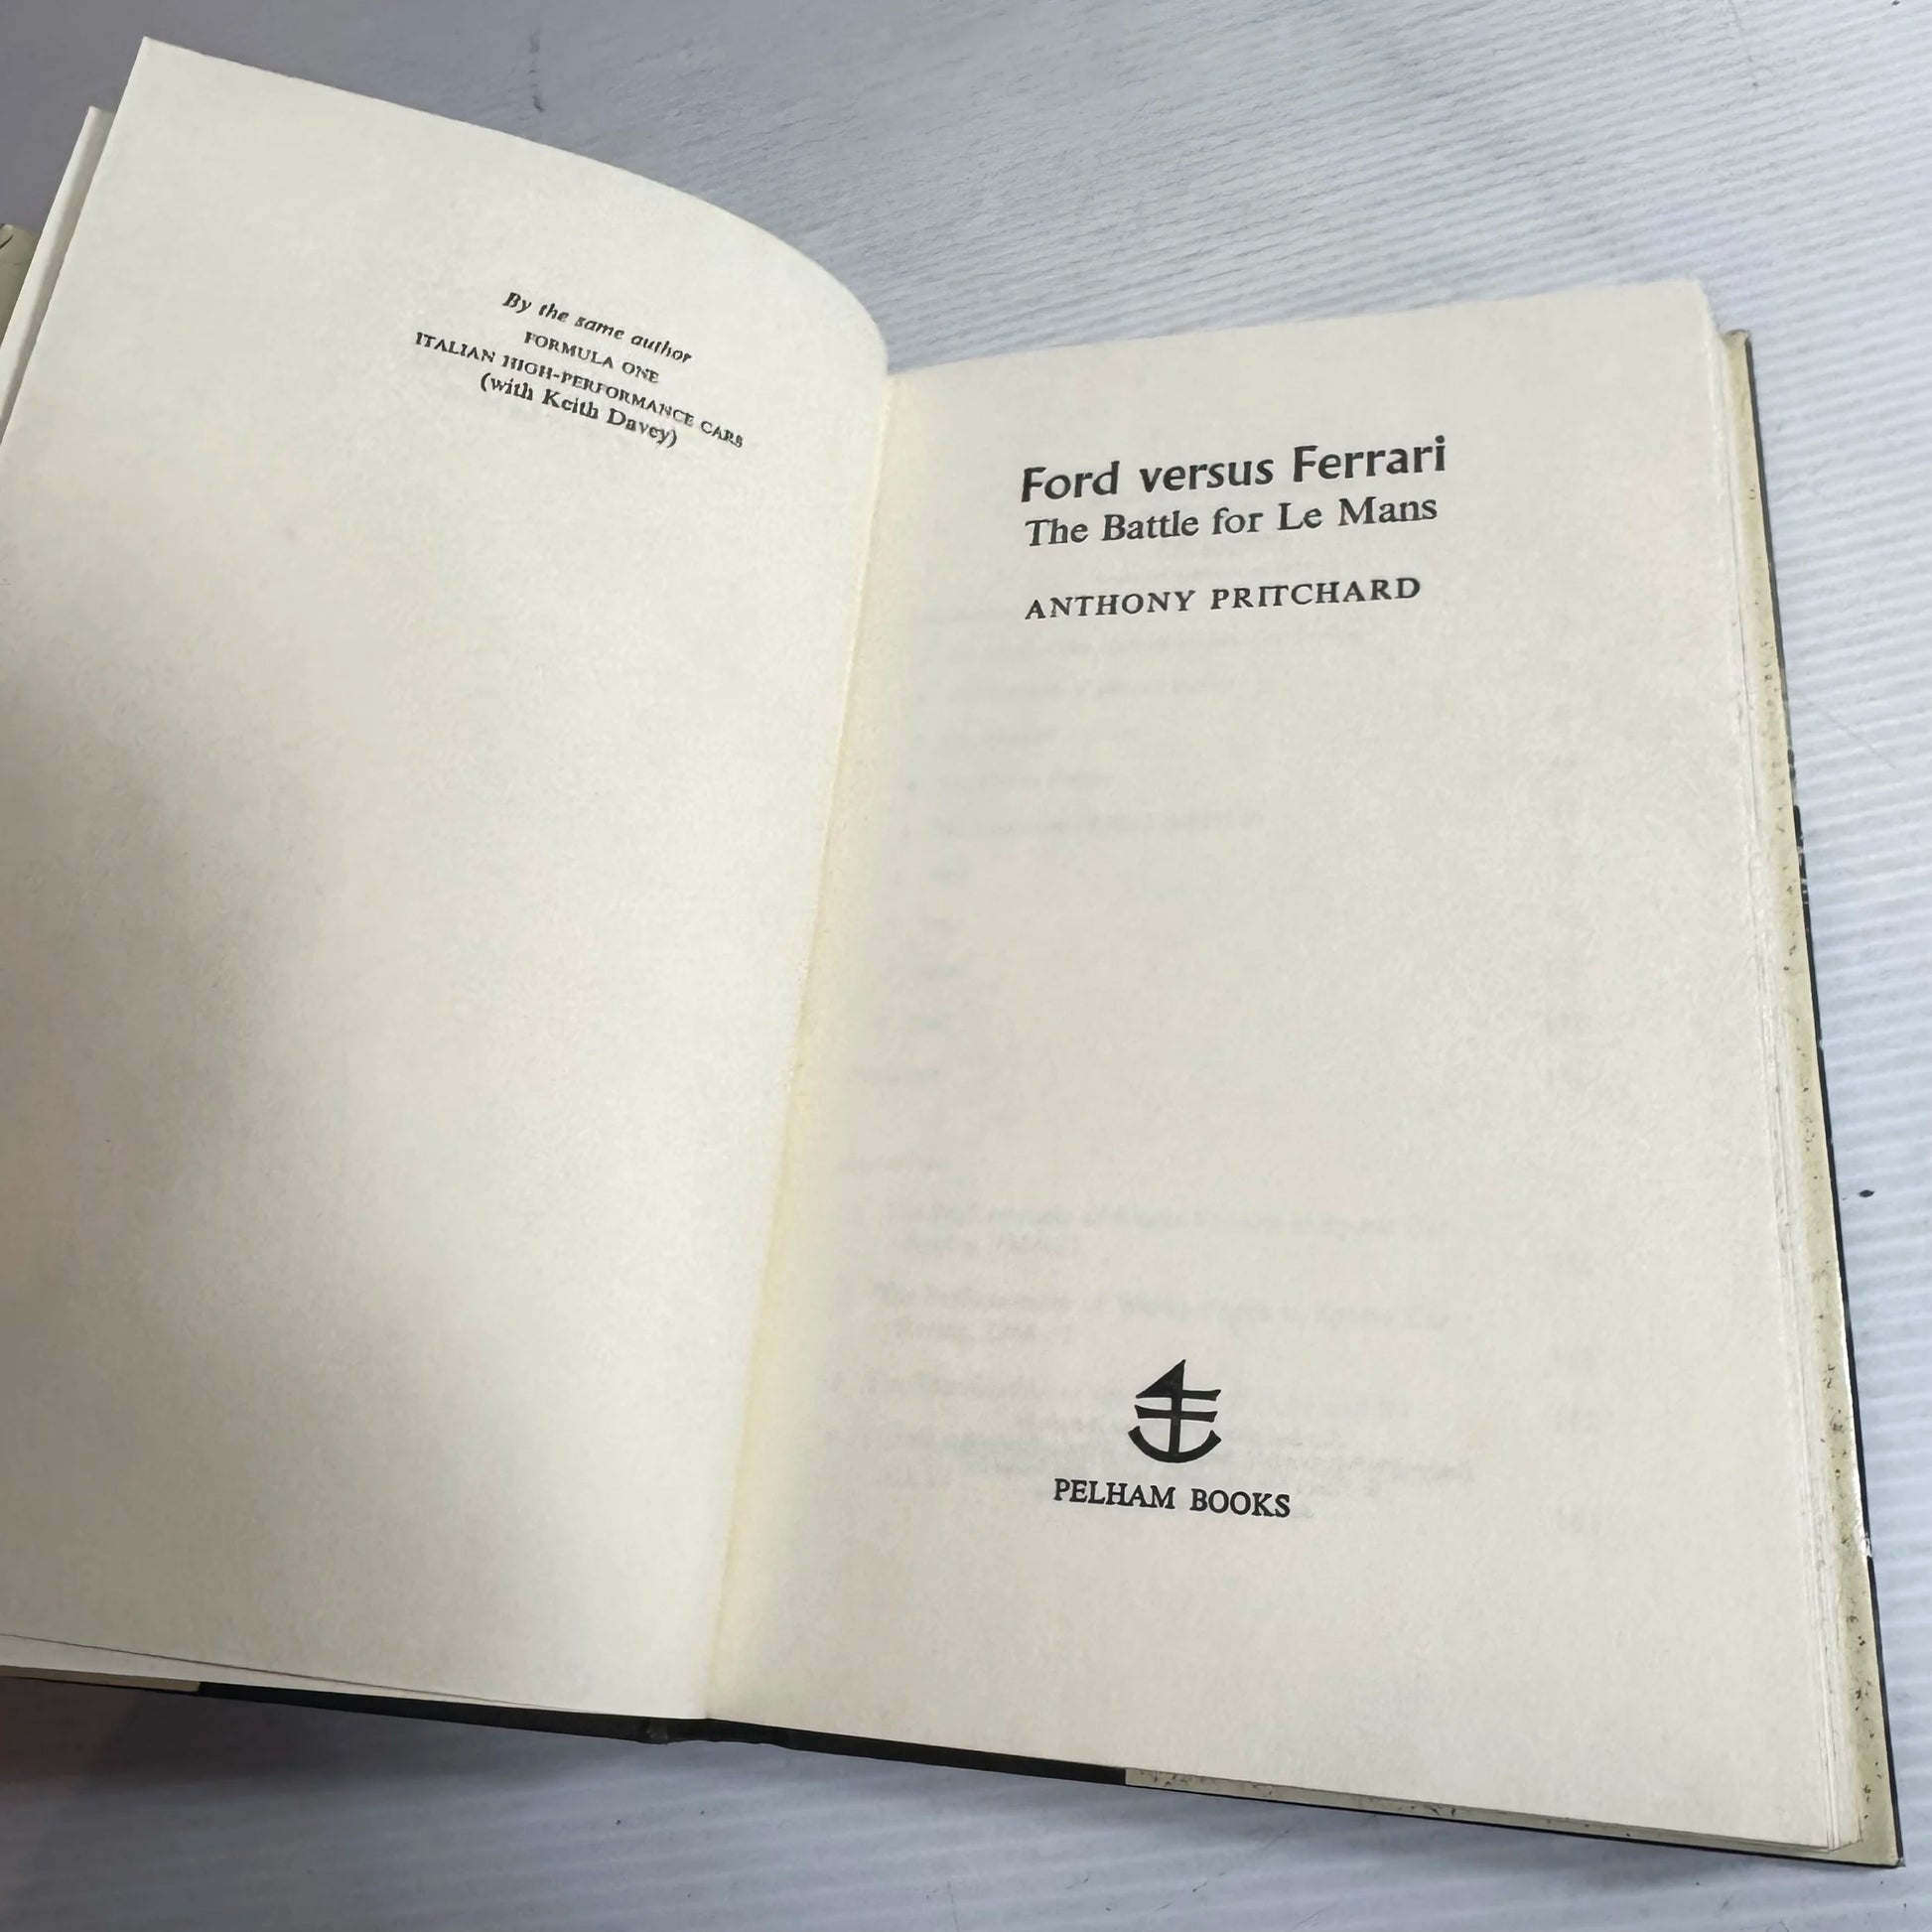 By the same author
FORMULA ONE
ITALIAN HIGH-PERFORMANCE CARS
(with Keith Davey)
Ford versus Ferrari
The Battle for Le Mans
ANTHONY PRITCHARD
PELHAM BOOKS